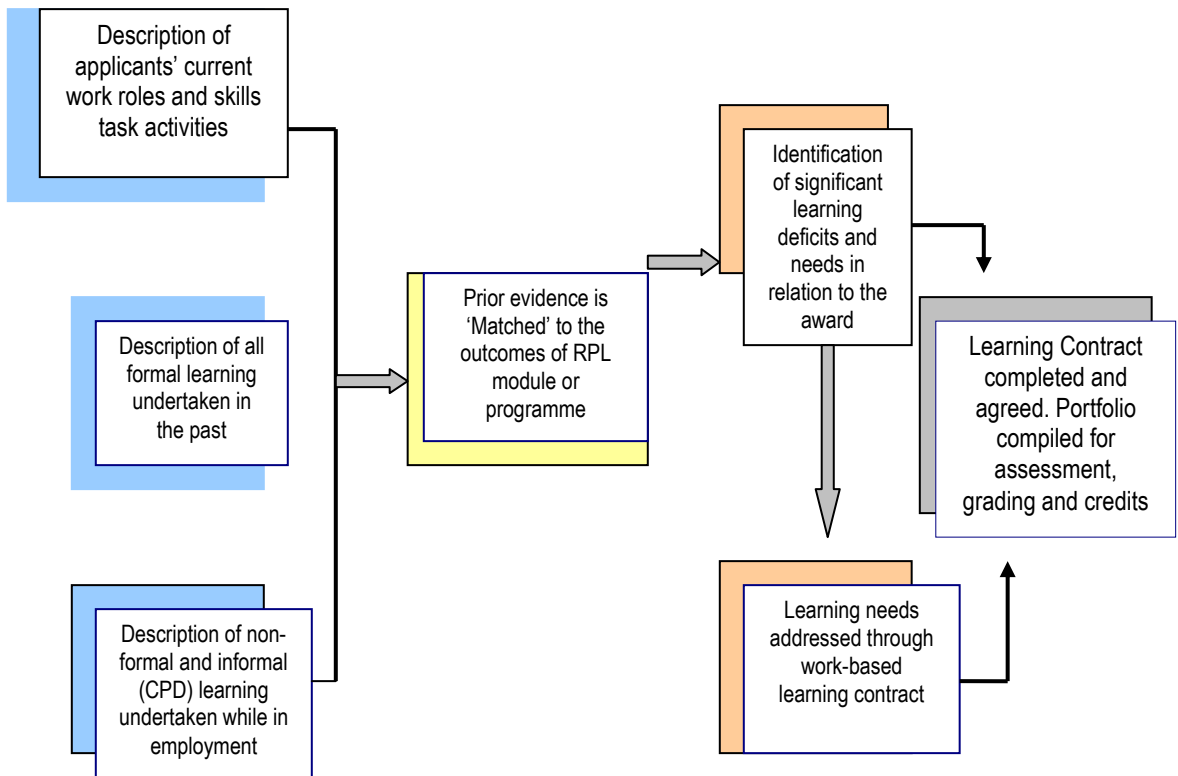 Description of
applicants’ current
work roles and skills
task activities
Description of all
formal learning
undertaken in
the past
Description of non-
formal and informal
(CPD) learning
undertaken while in
employment
Prior evidence is
‘Matched’ to the
outcomes of RPL
module or
programme
Identification
of significant
learning
deficits and
needs in
relation to the
award
Learning needs
addressed through
work-based
learning contract
Learning Contract
completed and
agreed. Portfolio
compiled for
assessment,
grading and credits